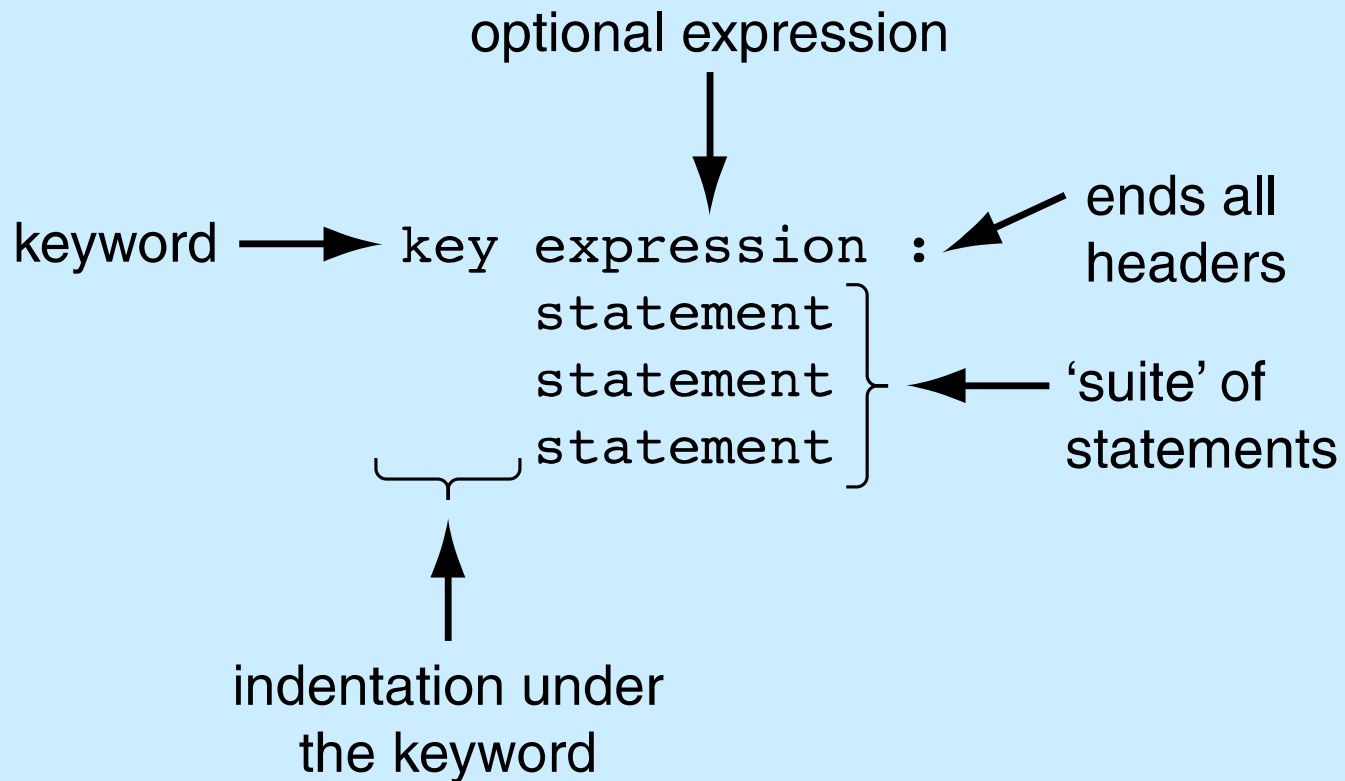 optional expression
keyword
key expression :
ends all
headers
statement
statement
statement
‘suite’ of
statements
indentation under
the keyword